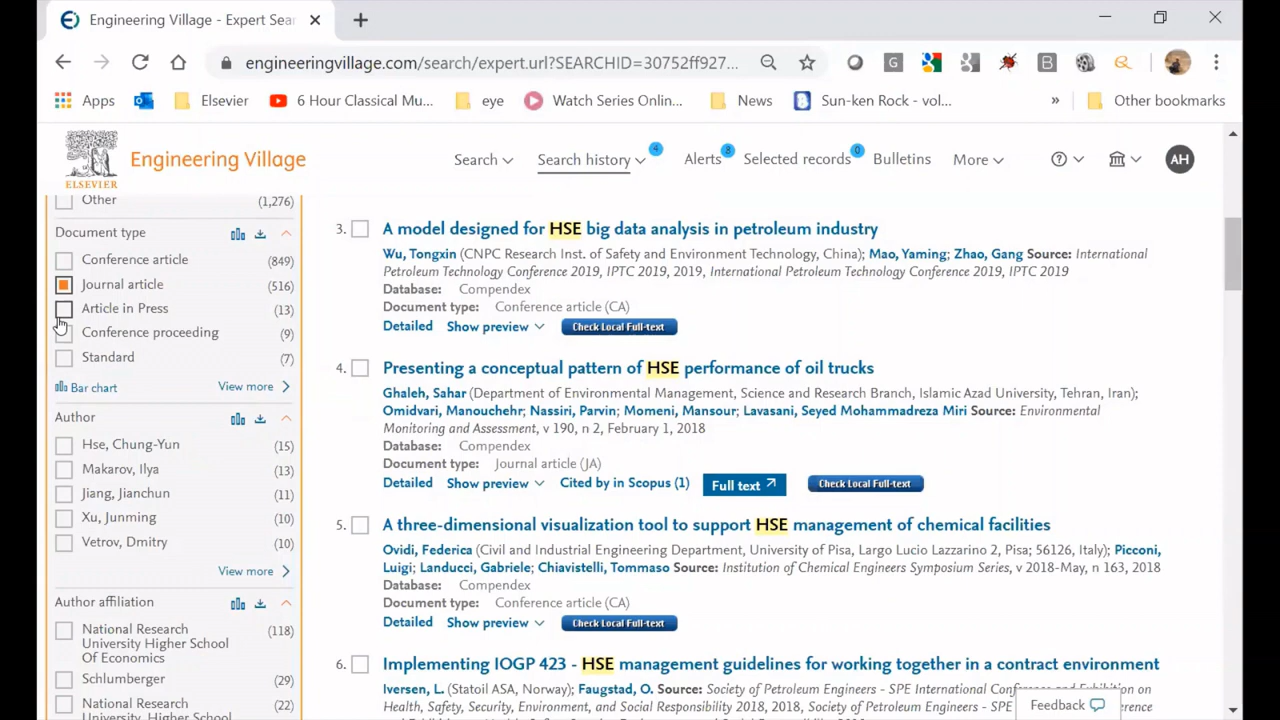 Engineering Village - Expert Sear
engineeringvillage.com/search/expert.url?SEARCHID=30752ff927...
G
B
Apps
Elsevier
6 Hour Classical Mu...
eye
Watch Series Onlin...
News
Sun-ken Rock - vol...
»
Other bookmarks
ELSEVIER
Engineering Village
Search
Search history
4
Alerts
8
Selected records
0
Bulletins
More
?
AH
Other (1,276)
Document type
Conference article (849)
Journal article (516)
Article in Press (13)
Conference proceeding (9)
Standard (7)
Bar chart
View more
Author
Hse, Chung-Yun (15)
Makarov, Ilya (13)
Jiang, Jianchun (11)
Xu, Junming (10)
Vetrov, Dmitry (10)
View more
Author affiliation
National Research (118)
University Higher School
Of Economics
Schlumberger (29)
National Research (22)
University Higher School
3. A model designed for HSE big data analysis in petroleum industry
Wu, Tongxin (CNPC Research Inst. of Safety and Environment Technology, China); Mao, Yaming; Zhao, Gang Source: International
Petroleum Technology Conference 2019, IPTC 2019, 2019, International Petroleum Technology Conference 2019, IPTC 2019
Database: Compendex
Document type: Conference article (CA)
Detailed Show preview Check Local Full-text
4. Presenting a conceptual pattern of HSE performance of oil trucks
Ghaleh, Sahar (Department of Environmental Management, Science and Research Branch, Islamic Azad University, Tehran, Iran);
Omidvari, Manouchehr; Nassiri, Parvin; Momeni, Mansour; Lavasani, Seyed Mohammadreza Miri Source: Environmental
Monitoring and Assessment, v 190, n 2, February 1, 2018
Database: Compendex
Document type: Journal article (JA)
Detailed Show preview Cited by in Scopus (1) Full text Check Local Full-text
5. A three-dimensional visualization tool to support HSE management of chemical facilities
Ovidi, Federica (Civil and Industrial Engineering Department, University of Pisa, Largo Lucio Lazzarino 2, Pisa; 56126, Italy); Picconi,
Luigi; Landucci, Gabriele; Chiavistelli, Tommaso Source: Institution of Chemical Engineers Symposium Series, v 2018-May, n 163, 2018
Database: Compendex
Document type: Conference article (CA)
Detailed Show preview Check Local Full-text
6. Implementing IOGP 423 - HSE management guidelines for working together in a contract environment
Iversen, L. (Statoil ASA, Norway); Faugstad, O. Source: Society of Petroleum Engineers - SPE International Conference and Exhibition on
Health, Safety, Security, Environment, and Social Responsibility 2018, 2018, Society of Petroleum Engineers - SPE
Feedback